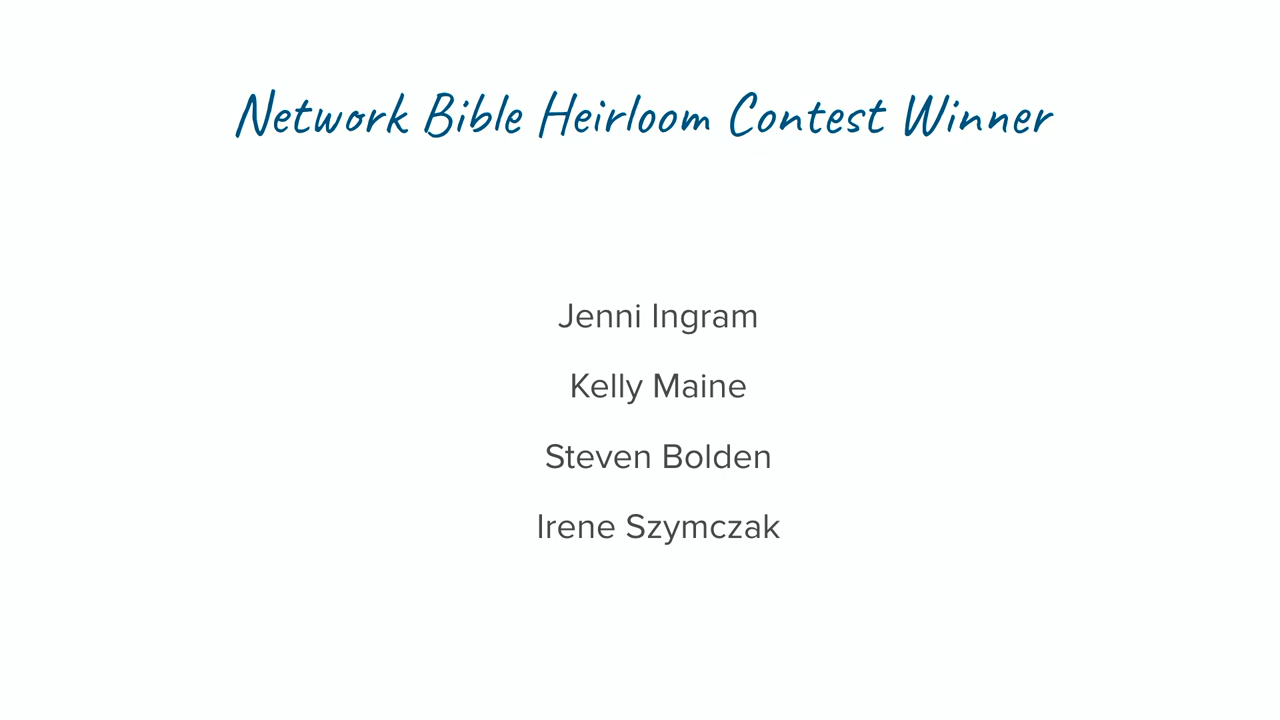 Network Bible Heirloom Contest Winner
Jenni Ingram
Kelly Maine
Steven Bolden
Irene Szymczak